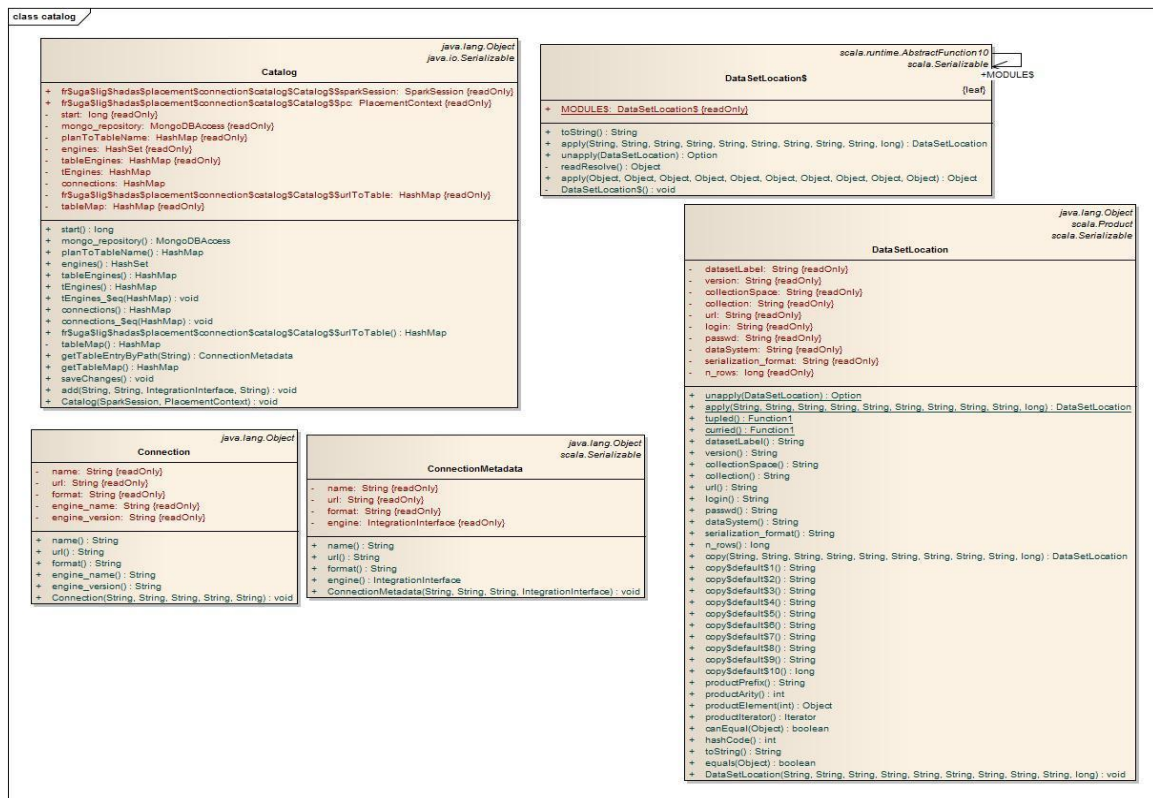 class catalog
java.lang.Object
java.io.Serializable
Catalog
+ fr$uga$lig$hadas$placement$connection$catalog$Catalog$$sparkSession: SparkSession {readOnly}
+ fr$uga$lig$hadas$placement$connection$catalog$Catalog$$pc: PlacementContext {readOnly}
- start: long {readOnly}
- mongo_repository: MongoDBAccess {readOnly}
- planToTableName: HashMap {readOnly}
- engines: HashSet {readOnly}
- tableEngines: HashMap {readOnly}
- tEngines: HashMap
- connections: HashMap
- fr$uga$lig$hadas$placement$connection$catalog$Catalog$$urlToTable: HashMap {readOnly}
- tableMap: HashMap {readOnly}
+ start() : long
+ mongo_repository() : MongoDBAccess
+ planToTableName() : HashMap
+ engines() : HashSet
+ tableEngines() : HashMap
+ tEngines() : HashMap
+ tEngines_$eq(HashMap) : void
+ connections() : HashMap
+ connections_$eq(HashMap) : void
+ fr$uga$lig$hadas$placement$connection$catalog$Catalog$$urlToTable() : HashMap
- tableMap() : HashMap
+ getTableEntryByPath(String) : ConnectionMetadata
+ getTableMap() : HashMap
+ saveChanges() : void
+ add(String, String, IntegrationInterface, String) : void
+ Catalog(SparkSession, PlacementContext) : void
scala.runtime.AbstractFunction10
scala.Serializable
DataSetLocation$
{leaf}
+MODULE$
+ MODULE$: DataSetLocation$ {readOnly}
+ toString() : String
+ apply(String, String, String, String, String, String, String, String, String, long) : DataSetLocation
+ unapply(DataSetLocation) : Option
- readResolve() : Object
+ apply(Object, Object, Object, Object, Object, Object, Object, Object, Object, Object) : Object
- DataSetLocation$() : void
java.lang.Object
scala.Product
scala.Serializable
DataSetLocation
- datasetLabel: String {readOnly}
- version: String {readOnly}
- collectionSpace: String {readOnly}
- collection: String {readOnly}
- url: String {readOnly}
- login: String {readOnly}
- passwd: String {readOnly}
- dataSystem: String {readOnly}
- serialization_format: String {readOnly}
- n_rows: long {readOnly}
+ unapply(DataSetLocation) : Option
+ apply(String, String, String, String, String, String, String, String, String, long) : DataSetLocation
+ tupled() : Function1
+ curried() : Function1
+ datasetLabel() : String
+ version() : String
+ collectionSpace() : String
+ collection() : String
+ url() : String
+ login() : String
+ passwd() : String
+ dataSystem() : String
+ serialization_format() : String
+ n_rows() : long
+ copy(String, String, String, String, String, String, String, String, String, long) : DataSetLocation
+ copy$default$1() : String
+ copy$default$2() : String
+ copy$default$3() : String
+ copy$default$4() : String
+ copy$default$5() : String
+ copy$default$6() : String
+ copy$default$7() : String
+ copy$default$8() : String
+ copy$default$9() : String
+ copy$default$10() : long
+ productPrefix() : String
+ productArity() : int
+ productElement(int) : Object
+ productIterator() : Iterator
+ canEqual(Object) : boolean
+ hashCode() : int
+ toString() : String
+ equals(Object) : boolean
+ DataSetLocation(String, String, String, String, String, String, String, String, String, long) : void
java.lang.Object
Connection
- name: String {readOnly}
- url: String {readOnly}
- format: String {readOnly}
- engine_name: String {readOnly}
- engine_version: String {readOnly}
+ name() : String
+ url() : String
+ format() : String
+ engine_name() : String
+ engine_version() : String
+ Connection(String, String, String, String, String) : void
java.lang.Object
scala.Serializable
ConnectionMetadata
- name: String {readOnly}
- url: String {readOnly}
- format: String {readOnly}
- engine: IntegrationInterface {readOnly}
+ name() : String
+ url() : String
+ format() : String
+ engine() : IntegrationInterface
+ ConnectionMetadata(String, String, String, IntegrationInterface) : void